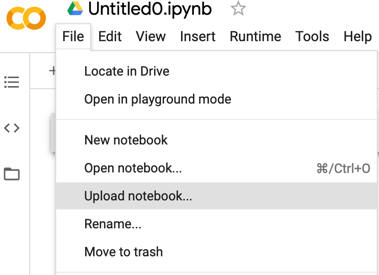 Untitled0.ipynb
File Edit View Insert Runtime Tools Help
Locate in Drive
Open in playground mode
New notebook
Open notebook... ⌘/Ctrl+O
Upload notebook...
Rename...
Move to trash